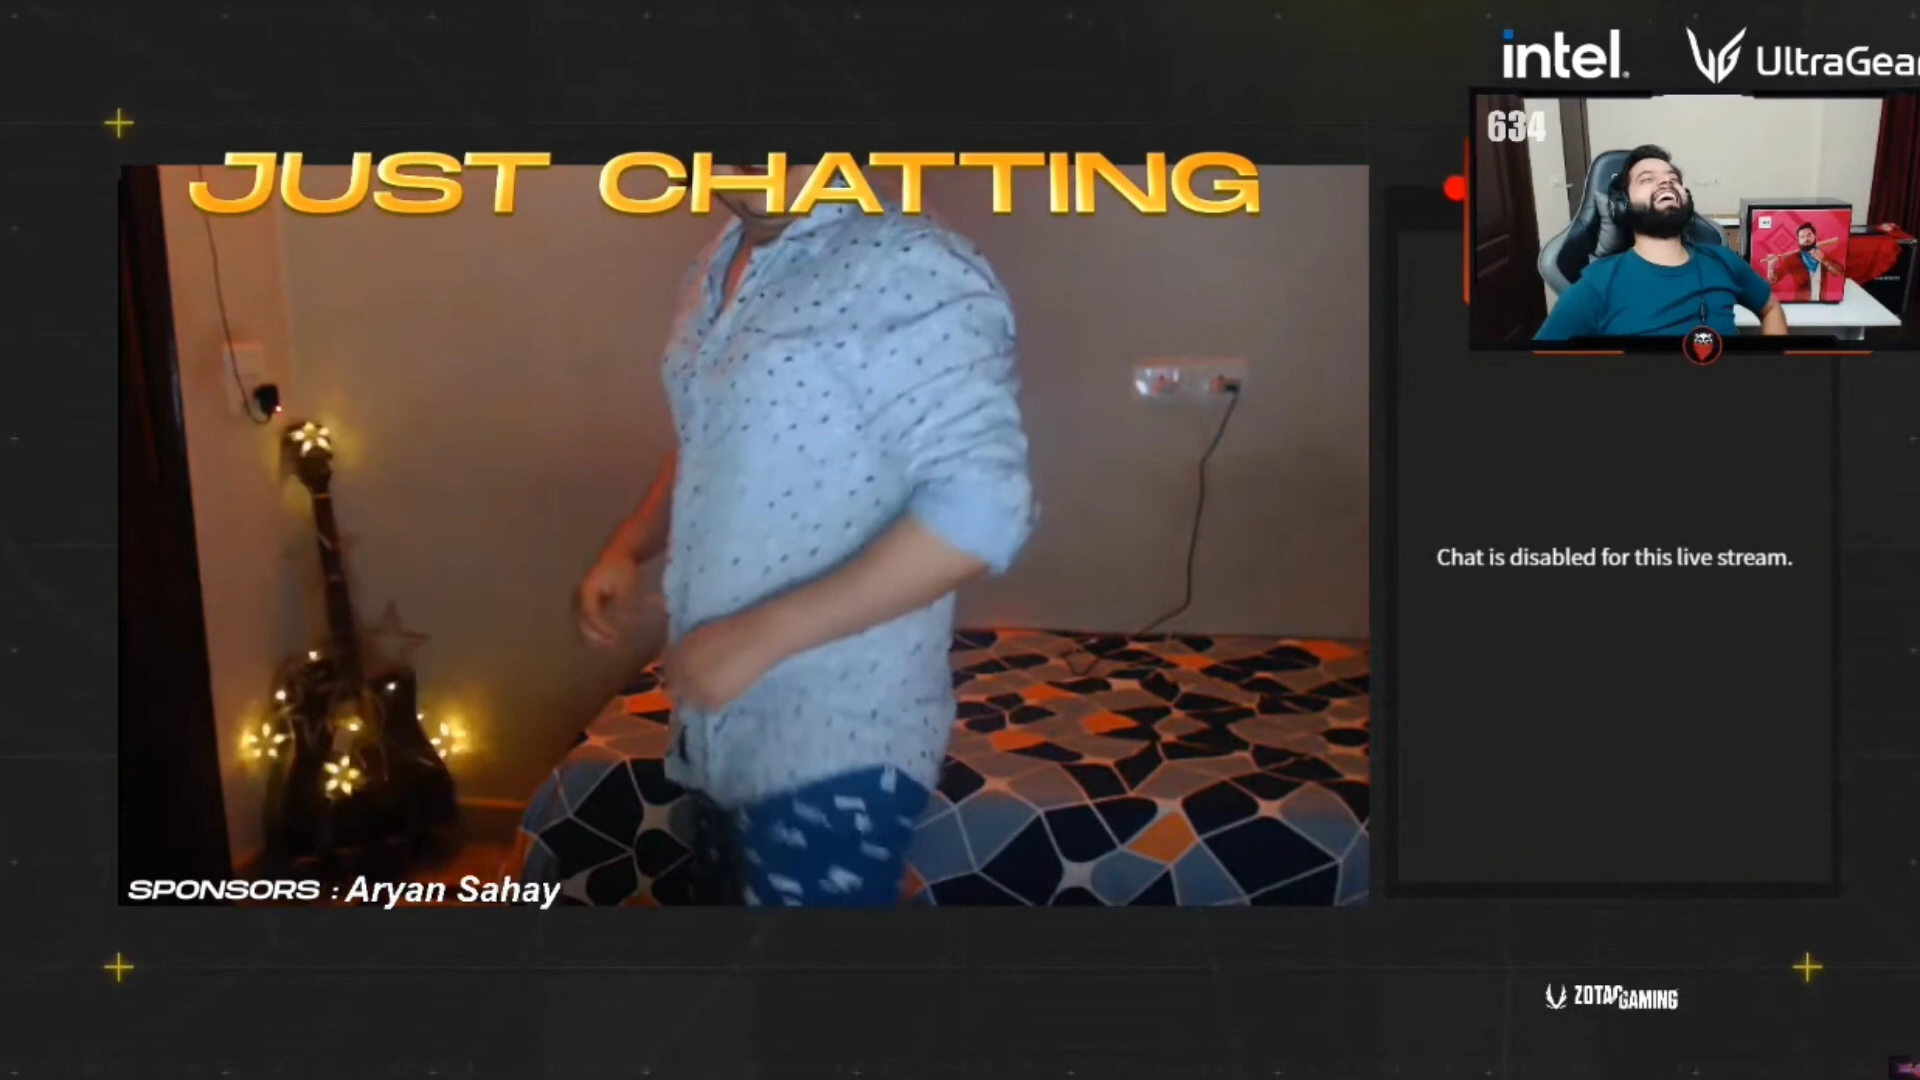 intel.
UltraGear
634
JUST CHATTING
Chat is disabled for this live stream.
SPONSORS : Aryan Sahay
ZOTAC GAMING